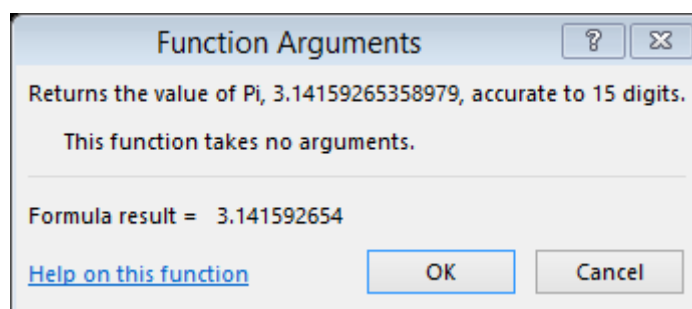 Function Arguments
Returns the value of Pi, 3.14159265358979, accurate to 15 digits.
This function takes no arguments.
Formula result = 3.141592654
Help on this function
OK
Cancel